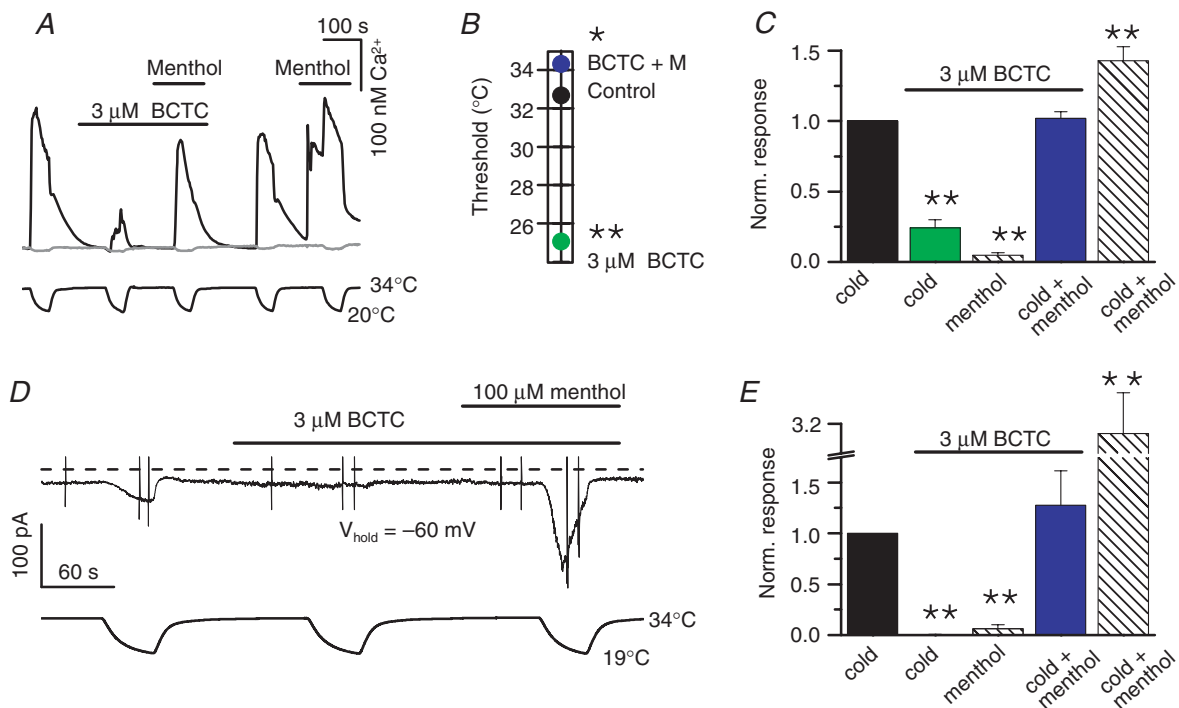 A
100 s
Menthol
Menthol
3 μM BCTC
100 nM Ca²⁺
34°C
20°C
B
*
BCTC + M
Control
Threshold (°C)
34
32
30
28
26
**
3 μM BCTC
C
**
3 μM BCTC
Norm. response
1.5
1.0
0.5
0.0
**
**
cold
cold
menthol
cold + menthol
cold + menthol
D
100 μM menthol
3 μM BCTC
V_hold = –60 mV
100 pA
60 s
34°C
19°C
E
**
3 μM BCTC
Norm. response
3.2
1.5
1.0
0.5
0.0
**
**
cold
cold
menthol
cold +
menthol
cold +
menthol